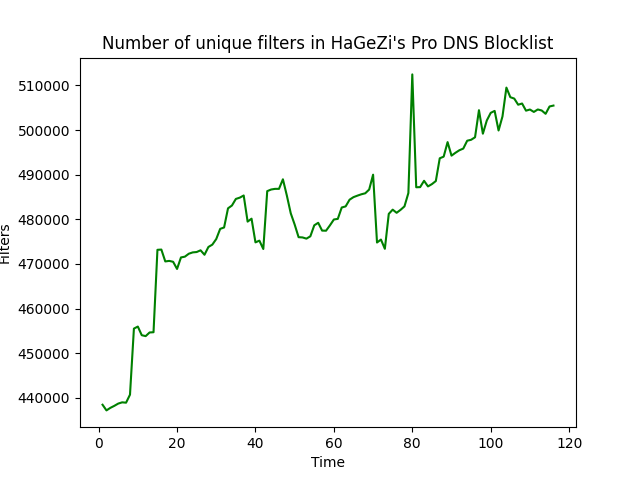 Number of unique filters in HaGeZi's Pro DNS Blocklist
510000
500000
490000
480000
470000
460000
450000
440000
Filters
0 20 40 60 80 100 120
Time